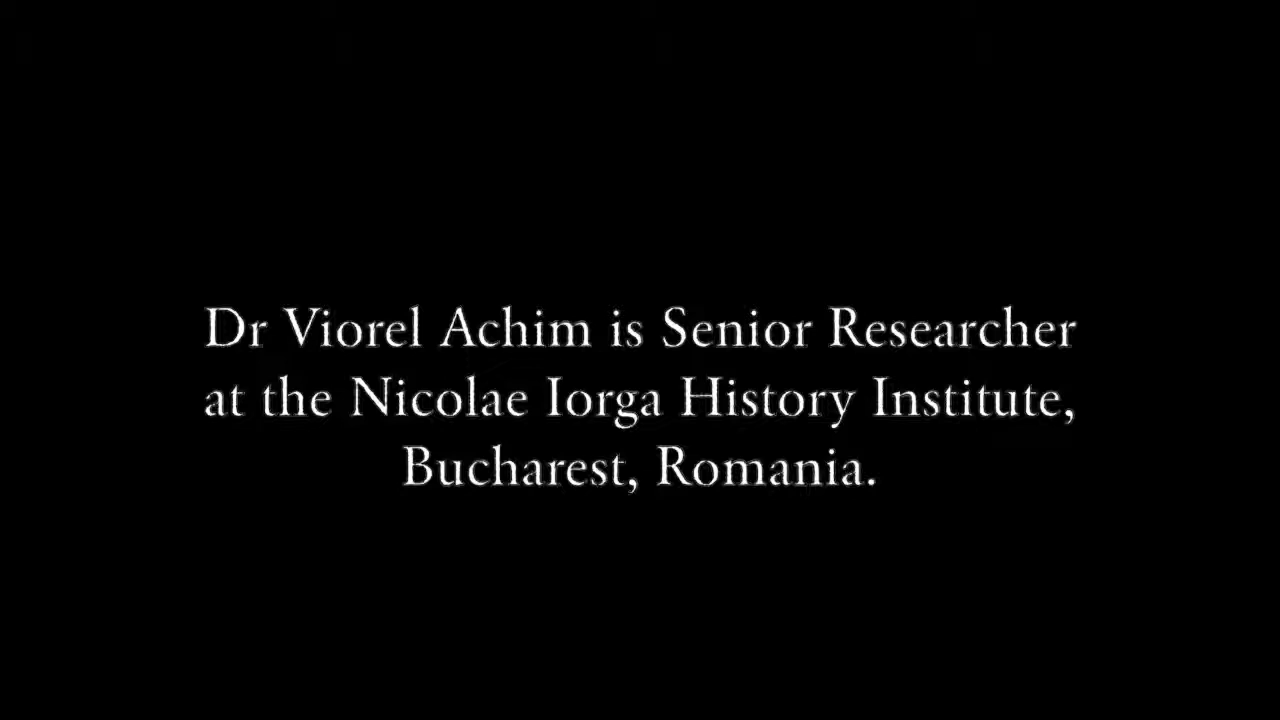 Dr Viorel Achim is Senior Researcher
at the Nicolae Iorga History Institute,
Bucharest, Romania.